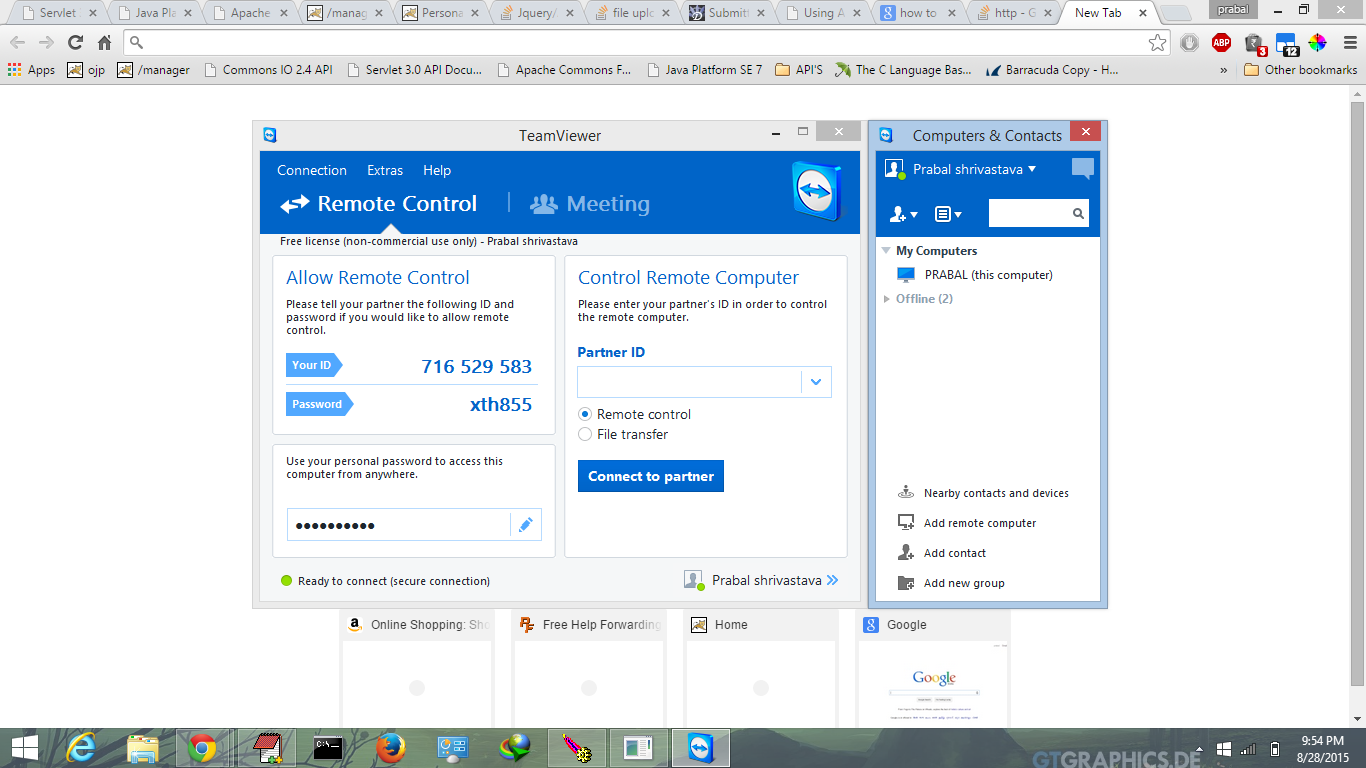 Servlet
Java Pla
Apache
/manag
Persona
Jquery/
file uplo
Submitt
Using A
how to
http - G
New Tab
prabal
ABP
3
12
Apps
ojp
/manager
Commons IO 2.4 API
Servlet 3.0 API Docu...
Apache Commons F...
Java Platform SE 7
API'S
The C Language Bas...
Barracuda Copy - H...
»
Other bookmarks
TeamViewer
Connection Extras Help
Remote Control
Meeting
Free license (non-commercial use only) - Prabal shrivastava
Allow Remote Control
Please tell your partner the following ID and
password if you would like to allow remote
control.
Your ID 716 529 583
Password xth855
Use your personal password to access this
computer from anywhere.
Control Remote Computer
Please enter your partner's ID in order to control
the remote computer.
Partner ID
Remote control
File transfer
Connect to partner
Ready to connect (secure connection)
Prabal shrivastava
Computers & Contacts
Prabal shrivastava
My Computers
PRABAL (this computer)
Offline (2)
Nearby contacts and devices
Add remote computer
Add contact
Add new group
Online Shopping: Sho
Free Help Forwarding
Home
Google
Google
9:54 PM
8/28/2015
GTGRAPHICS.DE